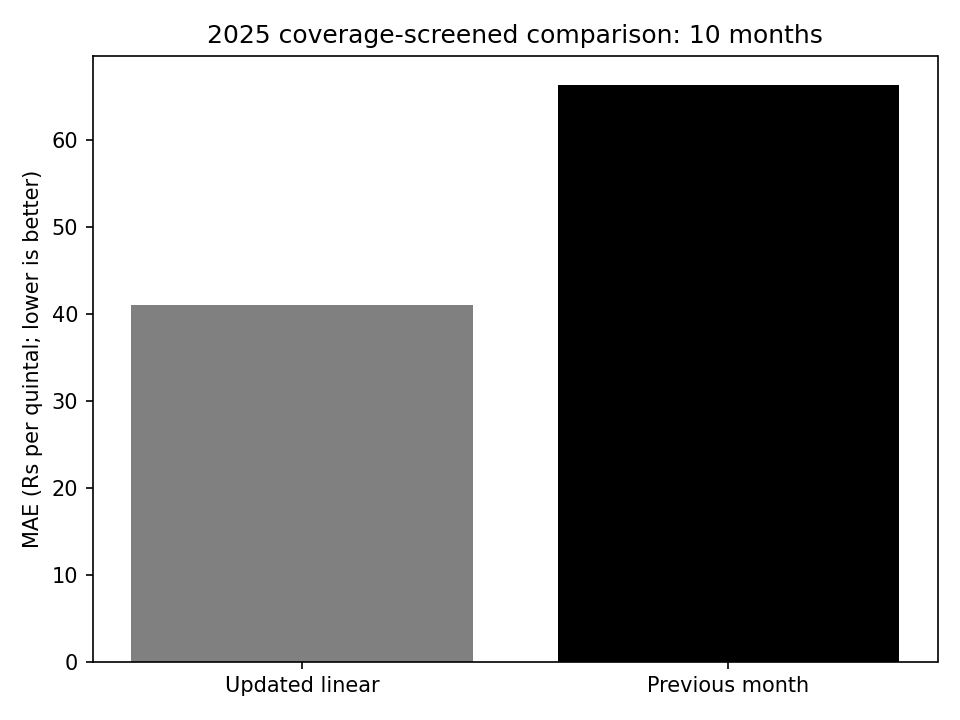 2025 coverage-screened comparison: 10 months
MAE (Rs per quintal; lower is better)
60
50
40
30
20
10
0
Updated linear
Previous month